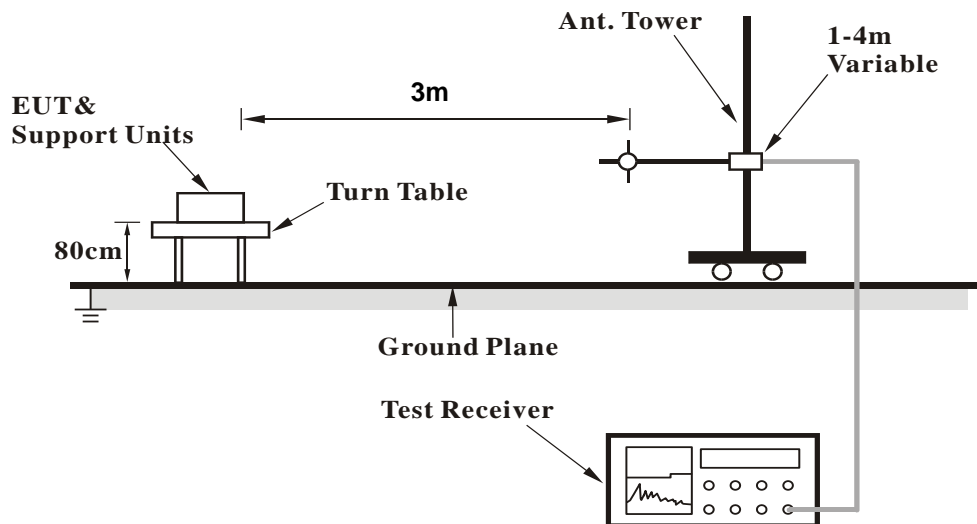 Ant. Tower
1-4m
Variable
3m
EUT&
Support Units
Turn Table
80cm
Ground Plane
Test Receiver